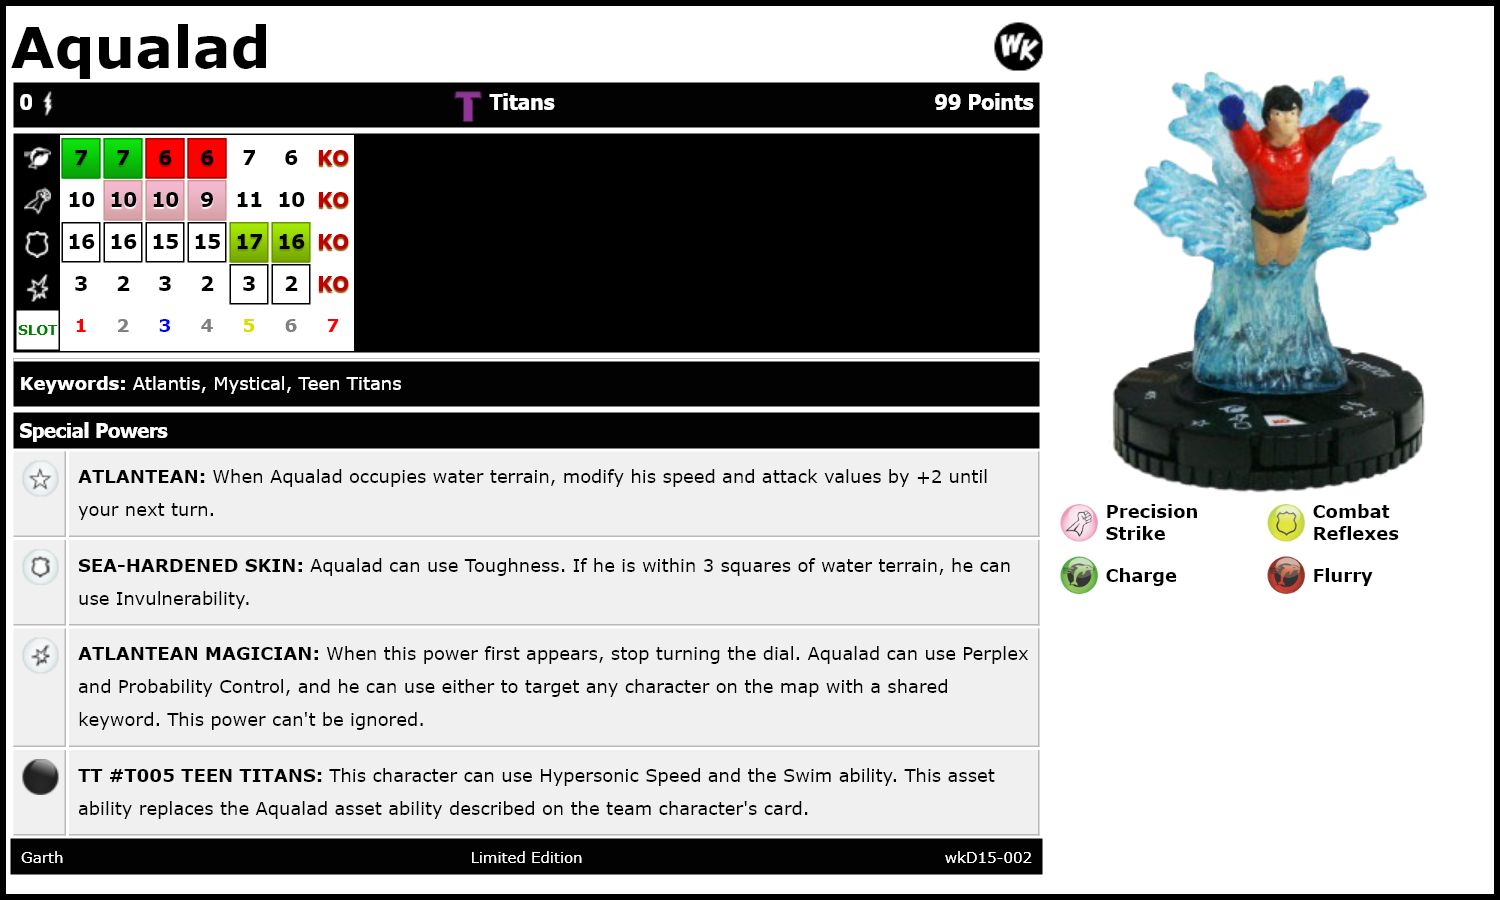 Aqualad
WK
0 Titans 99 Points
7 7 6 6 7 6 KO
10 10 10 9 11 10 KO
16 16 15 15 17 16 KO
3 2 3 2 3 2 KO
SLOT 1 2 3 4 5 6 7
Keywords: Atlantis, Mystical, Teen Titans
Special Powers
ATLANTEAN: When Aqualad occupies water terrain, modify his speed and attack values by +2 until
your next turn.
SEA-HARDENED SKIN: Aqualad can use Toughness. If he is within 3 squares of water terrain, he can
use Invulnerability.
ATLANTEAN MAGICIAN: When this power first appears, stop turning the dial. Aqualad can use Perplex
and Probability Control, and he can use either to target any character on the map with a shared
keyword. This power can't be ignored.
TT #T005 TEEN TITANS: This character can use Hypersonic Speed and the Swim ability. This asset
ability replaces the Aqualad asset ability described on the team character's card.
Garth Limited Edition wkD15-002
KO
Precision
Strike
Combat
Reflexes
Charge
Flurry